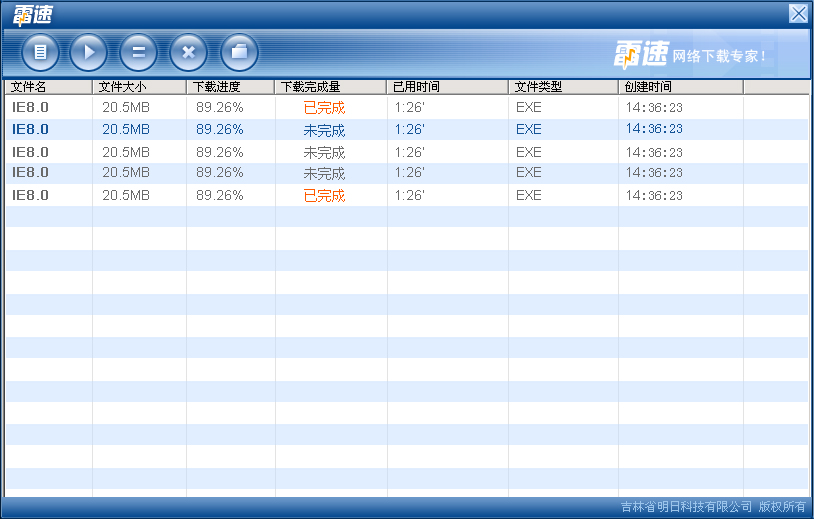 雷速
雷速 网络下载专家!
文件名 文件大小 下载进度 下载完成量 已用时间 文件类型 创建时间
IE8.0 20.5MB 89.26% 已完成 1:26' EXE 14:36:23
IE8.0 20.5MB 89.26% 未完成 1:26' EXE 14:36:23
IE8.0 20.5MB 89.26% 未完成 1:26' EXE 14:36:23
IE8.0 20.5MB 89.26% 未完成 1:26' EXE 14:36:23
IE8.0 20.5MB 89.26% 已完成 1:26' EXE 14:36:23
吉林省明日科技有限公司 版权所有